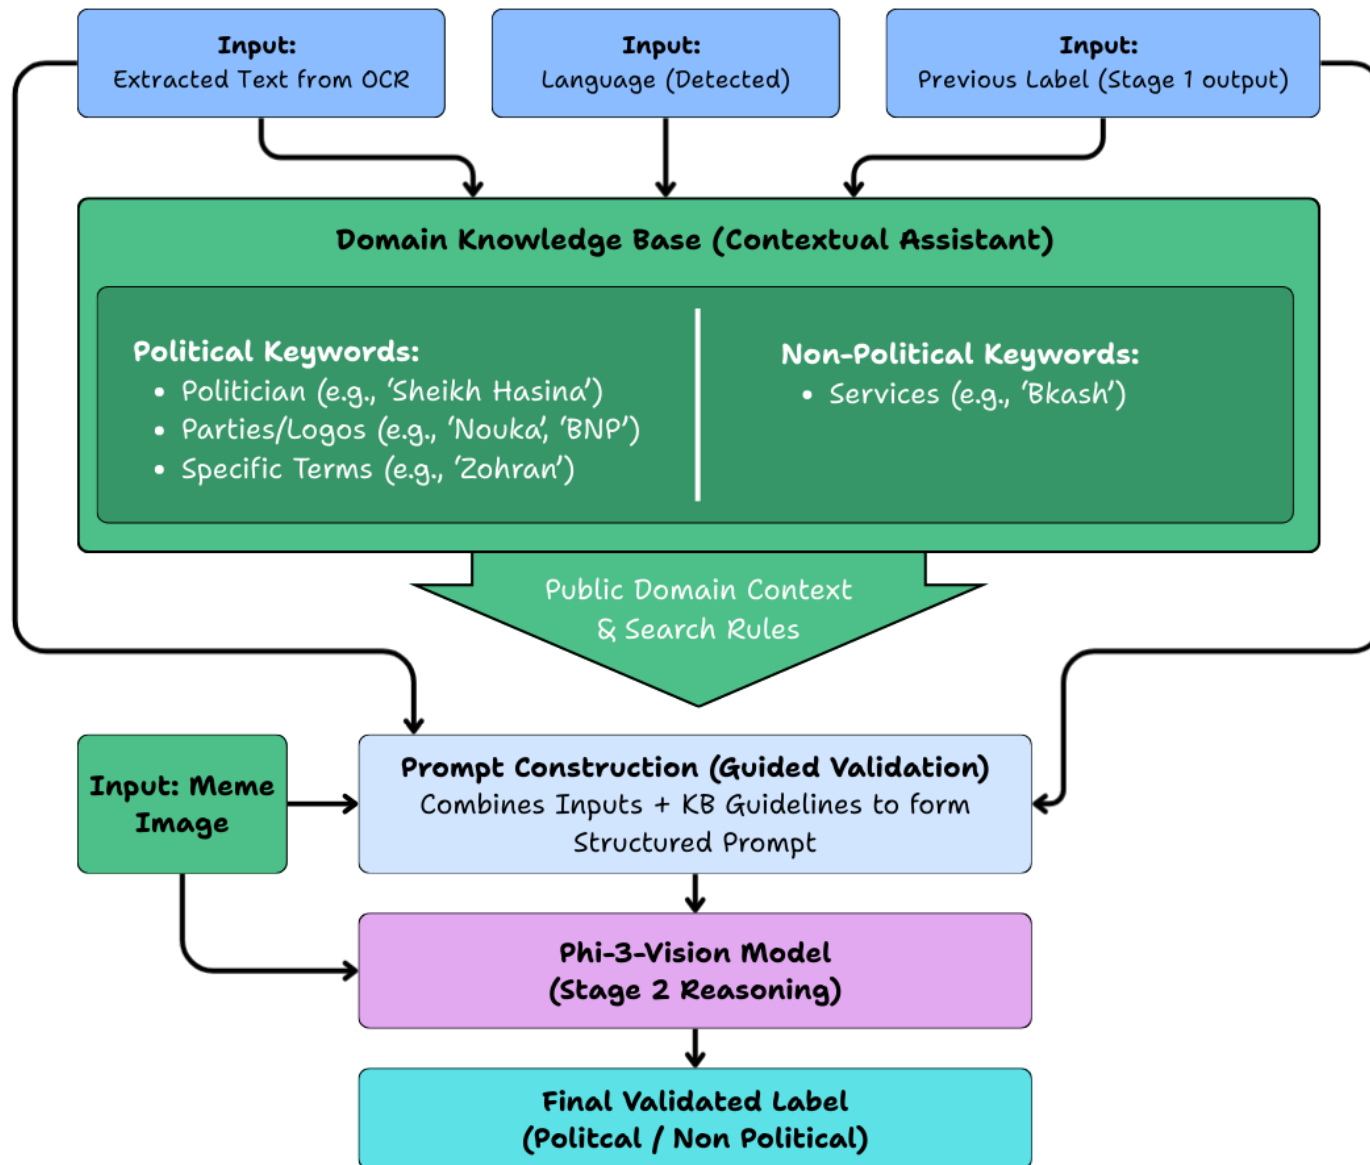 Input:
Extracted Text from OCR
Input:
Language (Detected)
Input:
Previous Label (Stage 1 output)
Domain Knowledge Base (Contextual Assistant)
Political Keywords:
• Politician (e.g., ‘Sheikh Hasina’)
• Parties/Logos (e.g., ‘Nouka’, ‘BNP’)
• Specific Terms (e.g., ‘Zohran’)
Non-Political Keywords:
• Services (e.g., ‘Bkash’)
Public Domain Context
& Search Rules
Input: Meme
Image
Prompt Construction (Guided Validation)
Combines Inputs + KB Guidelines to form
Structured Prompt
Phi-3-Vision Model
(Stage 2 Reasoning)
Final Validated Label
(Politcal / Non Political)